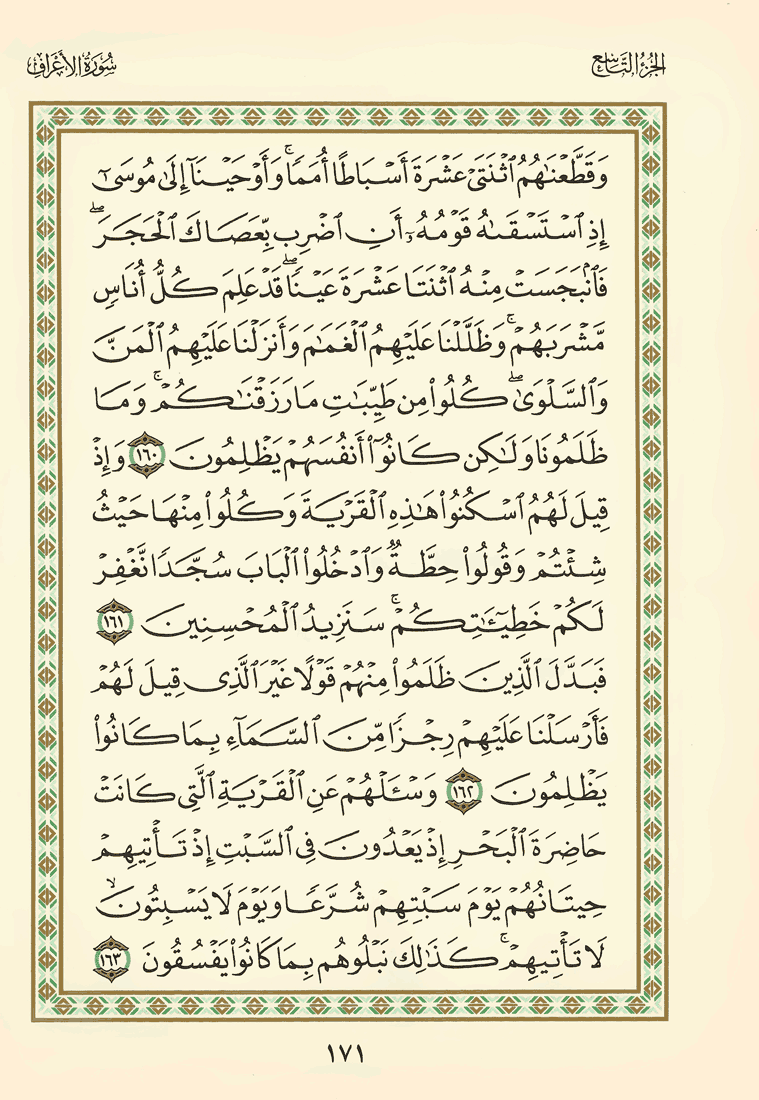 الجزء التاسع
سورة الأعراف
وَقَطَّعْنَٰهُمُ ٱثْنَتَىْ عَشْرَةَ أَسْبَاطًا أُمَمًا ۚ وَأَوْحَيْنَآ إِلَىٰ مُوسَىٰٓ
إِذِ ٱسْتَسْقَىٰهُ قَوْمُهُۥٓ أَنِ ٱضْرِب بِّعَصَاكَ ٱلْحَجَرَ ۖ
فَٱنۢبَجَسَتْ مِنْهُ ٱثْنَتَا عَشْرَةَ عَيْنًا ۖ قَدْ عَلِمَ كُلُّ أُنَاسٍ
مَّشْرَبَهُمْ ۚ وَظَلَّلْنَا عَلَيْهِمُ ٱلْغَمَٰمَ وَأَنزَلْنَا عَلَيْهِمُ ٱلْمَنَّ
وَٱلسَّلْوَىٰ ۖ كُلُوا۟ مِن طَيِّبَٰتِ مَا رَزَقْنَٰكُمْ ۚ وَمَا
ظَلَمُونَا وَلَٰكِن كَانُوٓا۟ أَنفُسَهُمْ يَظْلِمُونَ ١٦٠ وَإِذْ
قِيلَ لَهُمُ ٱسْكُنُوا۟ هَٰذِهِ ٱلْقَرْيَةَ وَكُلُوا۟ مِنْهَا حَيْثُ
شِئْتُمْ وَقُولُوا۟ حِطَّةٌ وَٱدْخُلُوا۟ ٱلْبَابَ سُجَّدًا نَّغْفِرْ
لَكُمْ خَطِيٓـَٰٔتِكُمْ ۚ سَنَزِيدُ ٱلْمُحْسِنِينَ ١٦١
فَبَدَّلَ ٱلَّذِينَ ظَلَمُوا۟ مِنْهُمْ قَوْلًا غَيْرَ ٱلَّذِى قِيلَ لَهُمْ
فَأَرْسَلْنَا عَلَيْهِمْ رِجْزًا مِّنَ ٱلسَّمَآءِ بِمَا كَانُوا۟
يَظْلِمُونَ ١٦٢ وَسْـَٔلْهُمْ عَنِ ٱلْقَرْيَةِ ٱلَّتِى كَانَتْ
حَاضِرَةَ ٱلْبَحْرِ إِذْ يَعْدُونَ فِى ٱلسَّبْتِ إِذْ تَأْتِيهِمْ
حِيتَانُهُمْ يَوْمَ سَبْتِهِمْ شُرَّعًا وَيَوْمَ لَا يَسْبِتُونَ ۙ
لَا تَأْتِيهِمْ ۚ كَذَٰلِكَ نَبْلُوهُم بِمَا كَانُوا۟ يَفْسُقُونَ ١٦٣
١٧١